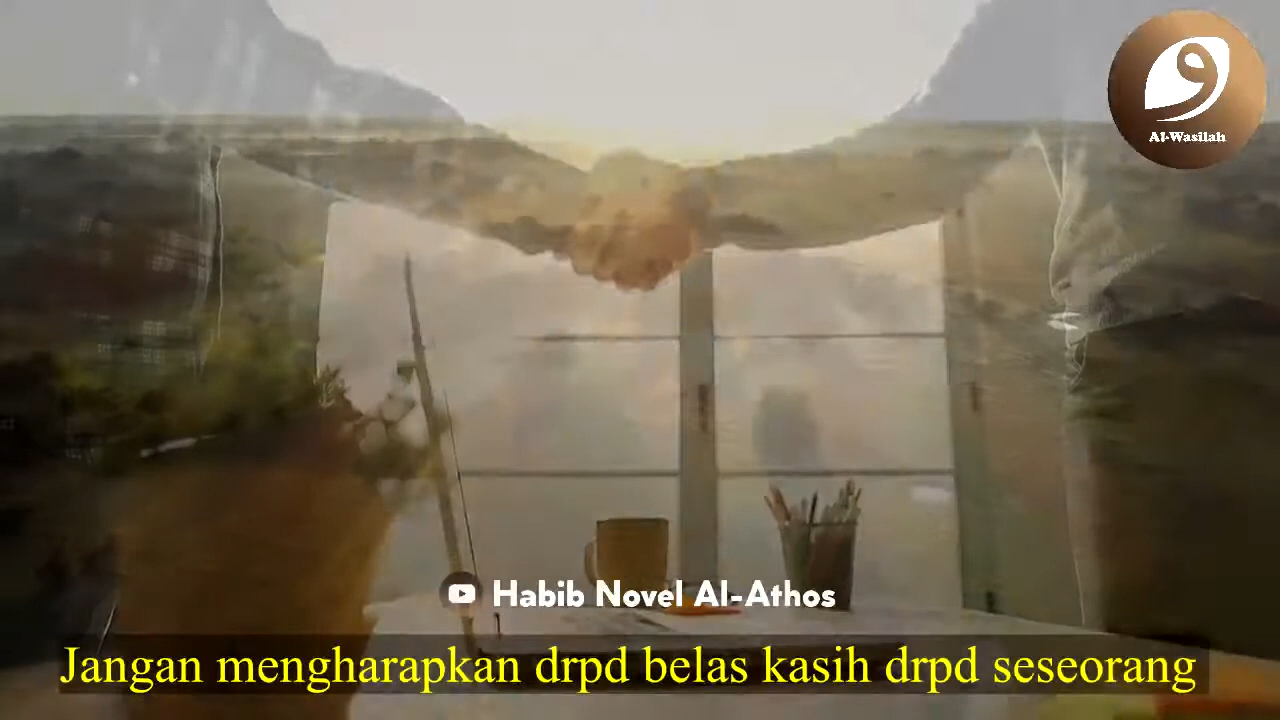 Al-Wasilah
Habib Novel Al-Athos
Jangan mengharapkan drpd belas kasih drpd seseorang